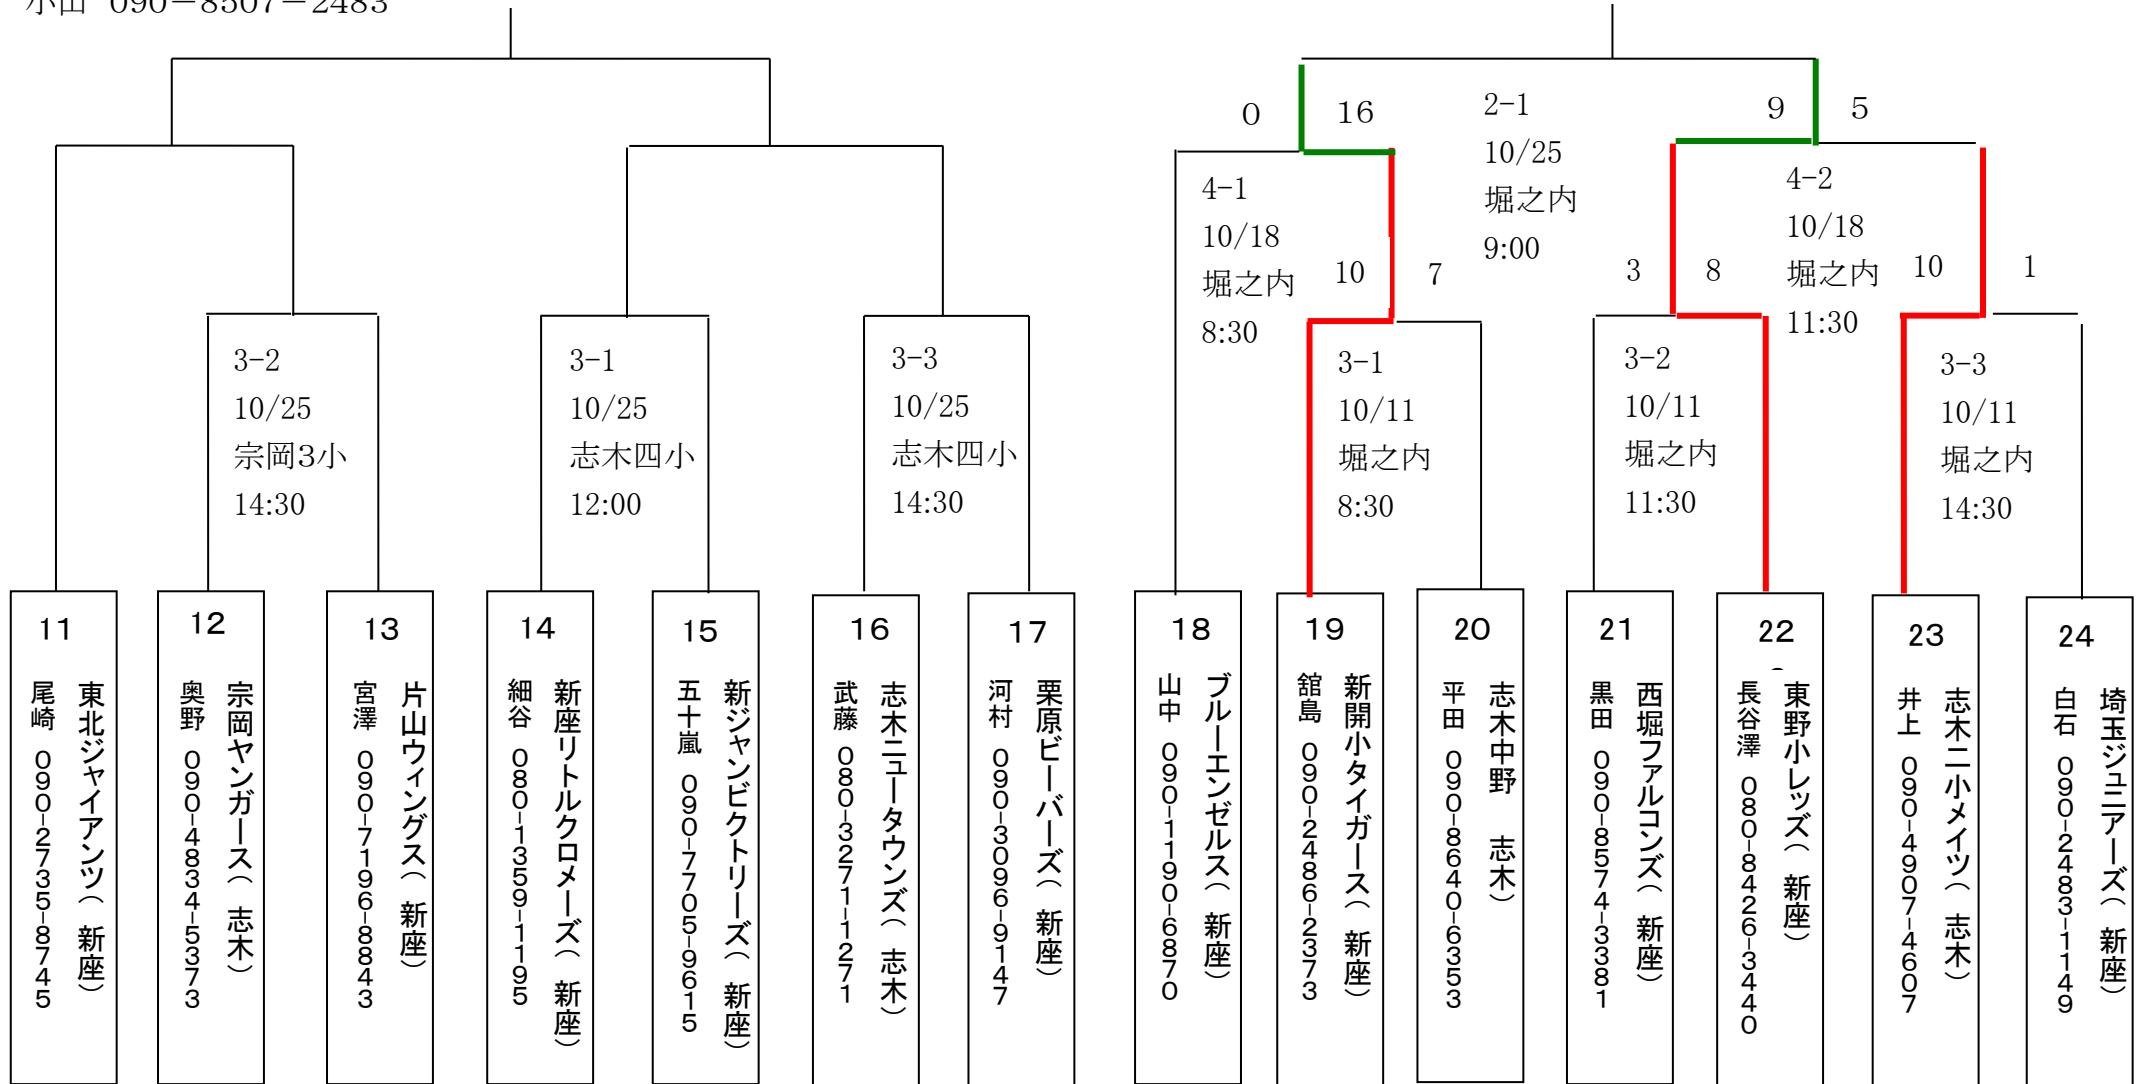 小山 090－8507－2483
0
16
2-1
10/25
堀之内
9:00
9
5
4-1
10/18
堀之内
8:30
4-2
10/18
堀之内
11:30
10
7
3
8
10
1
3-2
10/25
宗岡3小
14:30
3-1
10/25
志木四小
12:00
3-3
10/25
志木四小
14:30
3-1
10/11
堀之内
8:30
3-2
10/11
堀之内
11:30
3-3
10/11
堀之内
14:30
11
東北ジャイアンツ（ 新座）
尾崎 090-2735-8745
12
宗岡ヤンガース（ 志木）
奥野 090-4834-5373
13
片山ウィングス（ 新座）
宮澤 090-7196-8843
14
新座リトルクロメーズ（ 新座）
細谷 080-1359-1195
15
新ジャンビクトリーズ（ 新座）
五十嵐 090-7705-9615
16
志木ニュータウンズ（ 志木）
武藤 080-3271-1271
17
栗原ビーバーズ（ 新座）
河村 090-3096-9147
18
ブルーエンゼルス（ 新座）
山中 090-1190-6870
19
新開小タイガース（ 新座）
舘島 090-2486-2373
20
志木中野 志木）
平田 090-8640-6353
21
西堀ファルコンズ（ 新座）
黒田 090-8574-3381
22
東野小レッズ（ 新座）
長谷澤 080-8426-3440
23
志木二小メイツ（ 志木）
井上 090-4907-4607
24
埼玉ジュニアーズ（ 新座）
白石 090-2483-1149